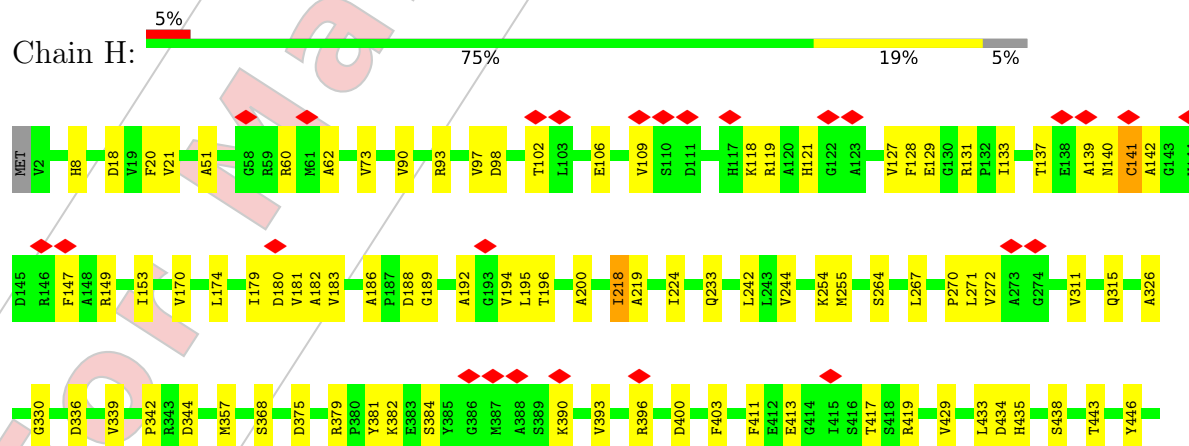 5%
Chain H:
75% 19% 5%
MET V2 H8 D18 V19 F20 V21 A51 G58 R59 R60 M61 A62 V73 V90 R93 V97 D98 T102 L103 E106 V109 S110 D111 H117 K118 R119 A120 H121 G122 A123 V127 F128 E129 G130 R131 P132 I133 T137 E138 A139 N140 C141 A142 G143
D145 R146 F147 A148 R149 I153 V170 L174 I179 D180 V181 A182 V183 A186 P187 D188 G189 A192 G193 V194 L195 T196 A200 I218 A219 I224 Q233 L242 L243 V244 K254 M255 S264 L267 P270 L271 V272 A273 G274 V311 Q315 A326
G330 D336 V339 P342 R343 D344 M357 S368 D375 R379 P380 Y381 K382 E383 S384 Y385 G386 M387 A388 S389 K390 V393 R396 D400 F403 F411 E412 E413 G414 I415 S416 T417 S418 R419 V429 L433 D434 H435 S438 T443 Y446